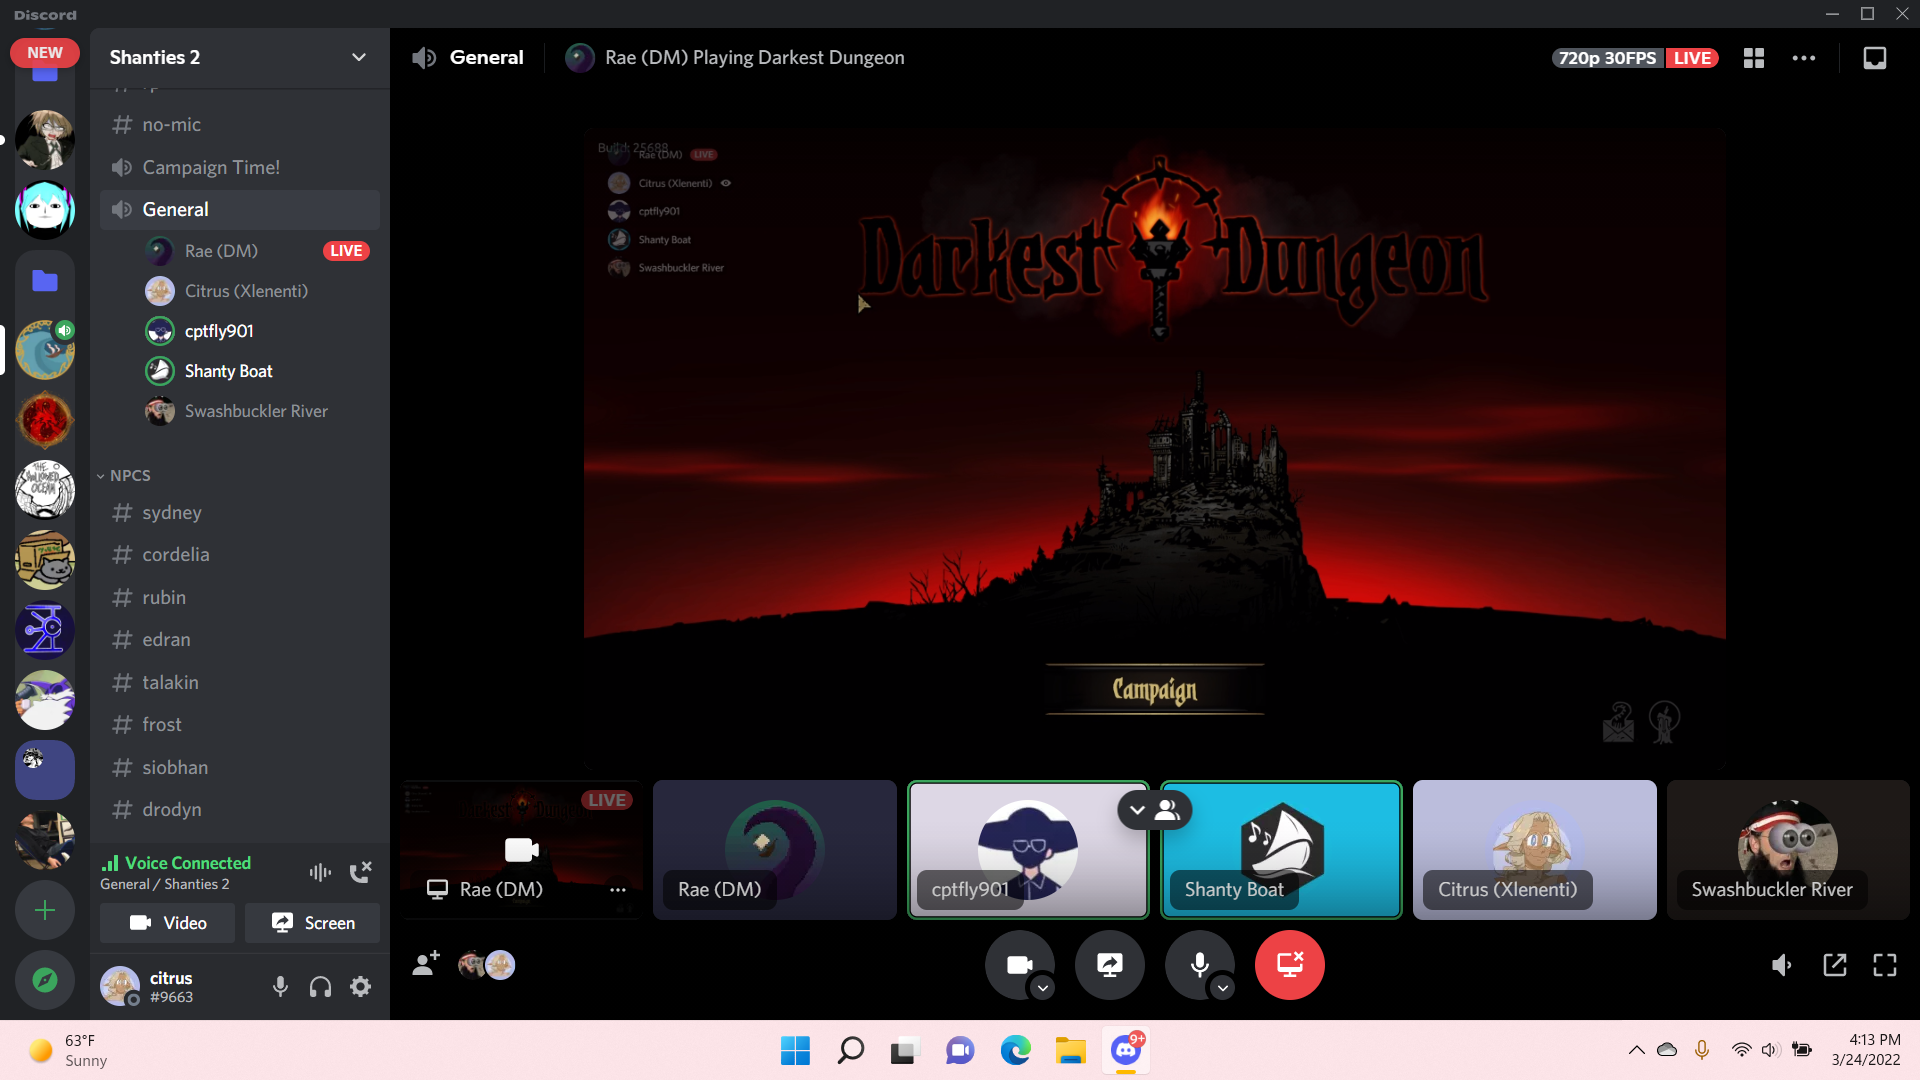 Discord
NEW
Shanties 2
no-mic
Campaign Time!
General
Rae (DM)
LIVE
Citrus (Xlenenti)
cptfly901
Shanty Boat
Swashbuckler River
NPCS
sydney
cordelia
rubin
edran
talakin
frost
siobhan
drodyn
Voice Connected
General / Shanties 2
Video
Screen
citrus
#9663
General
Rae (DM) Playing Darkest Dungeon
720p 30FPS
LIVE
Build: 25688
Rae (DM)
LIVE
Citrus (Xlenenti)
cptfly901
Shanty Boat
Swashbuckler River
Darkest Dungeon
Campaign
LIVE
Rae (DM)
Rae (DM)
cptfly901
Shanty Boat
Citrus (Xlenenti)
Swashbuckler River
63°F
Sunny
9+
4:13 PM
3/24/2022